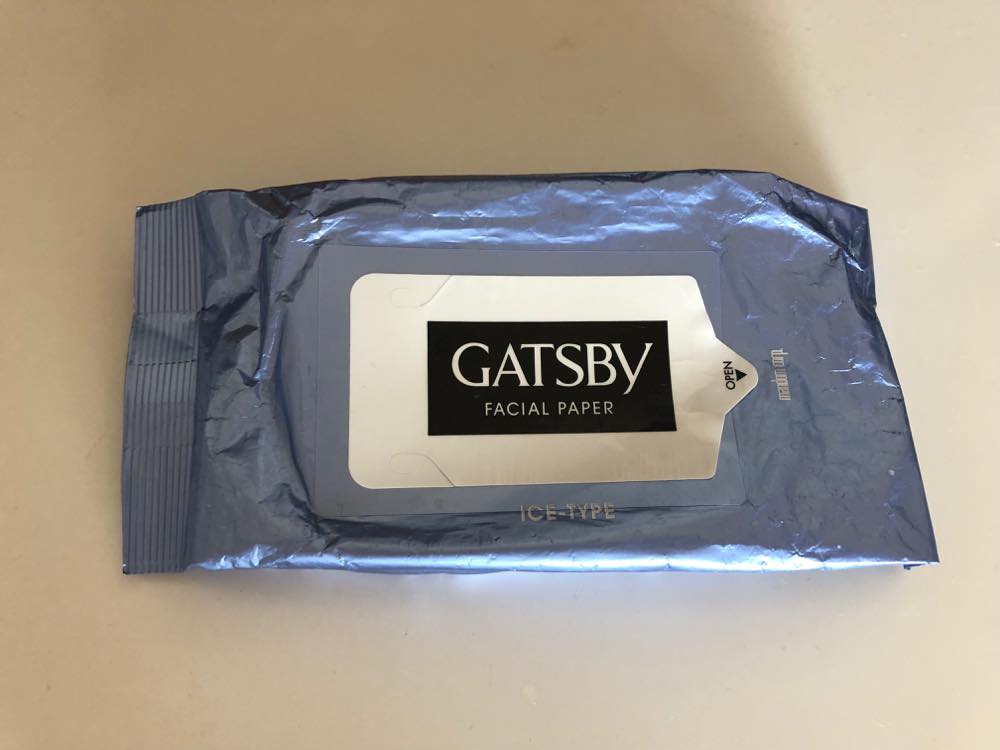 GATSBY
FACIAL PAPER
OPEN
ICE-TYPE